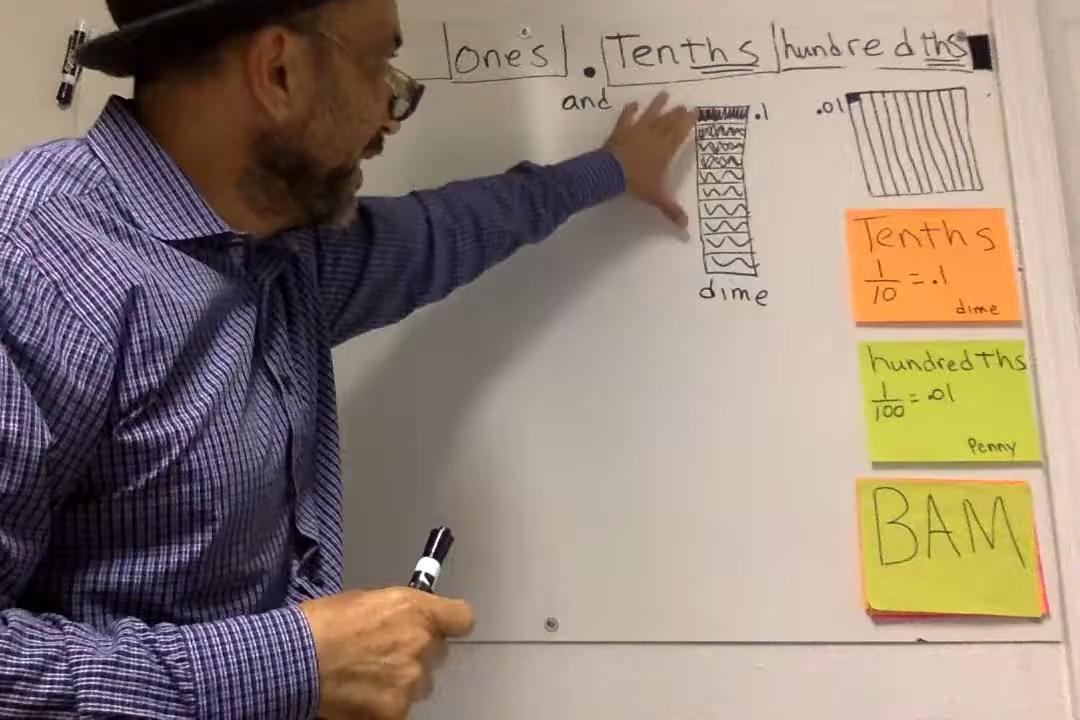 ones . Tenths hundredths
and
.1
.01
dime
Tenths
1/10 = .1
dime
hundredths
1/100 = .01
Penny
BAM